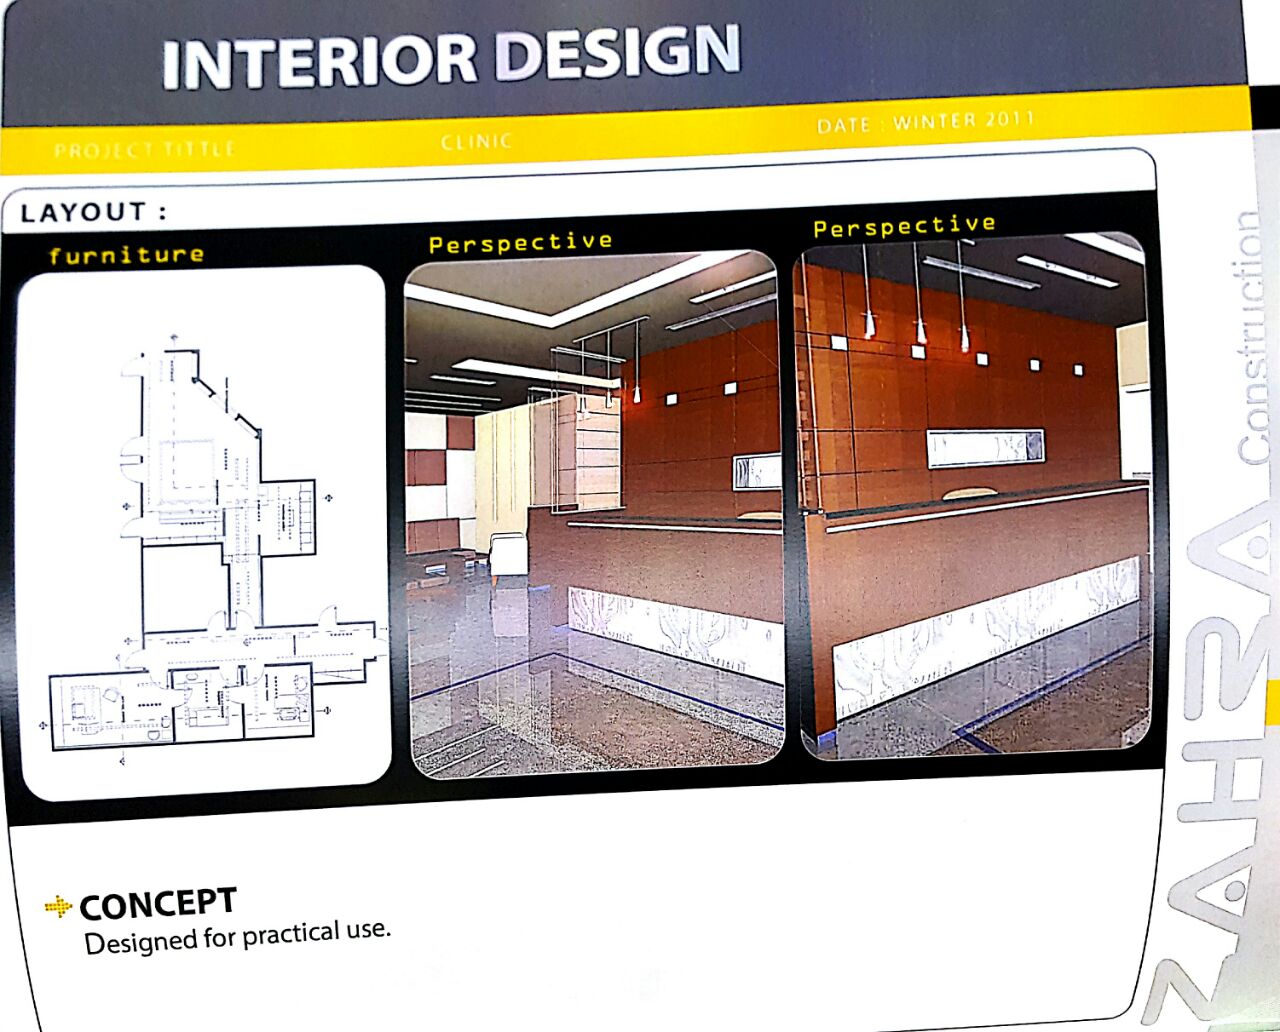 INTERIOR DESIGN
PROJECT TITTLE
CLINIC
DATE : WINTER 2011
LAYOUT :
furniture
Perspective
Perspective
CONCEPT
Designed for practical use.
ZAHRA Construction